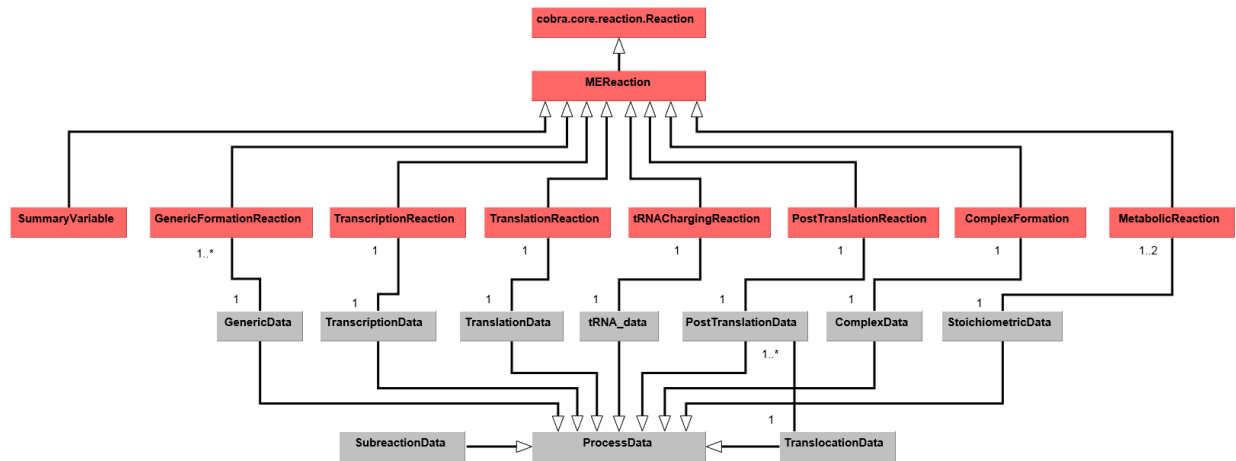 cobra.core.reaction.Reaction
MEReaction
SummaryVariable
GenericFormationReaction
TranscriptionReaction
TranslationReaction
tRNAChargingReaction
PostTranslationReaction
ComplexFormation
MetabolicReaction
1..*
1
1
1
1
1
1..2
1
1
1
1
1
1
1
GenericData
TranscriptionData
TranslationData
tRNA_data
PostTranslationData
ComplexData
StoichiometricData
1..*
1
SubreactionData
ProcessData
TranslocationData